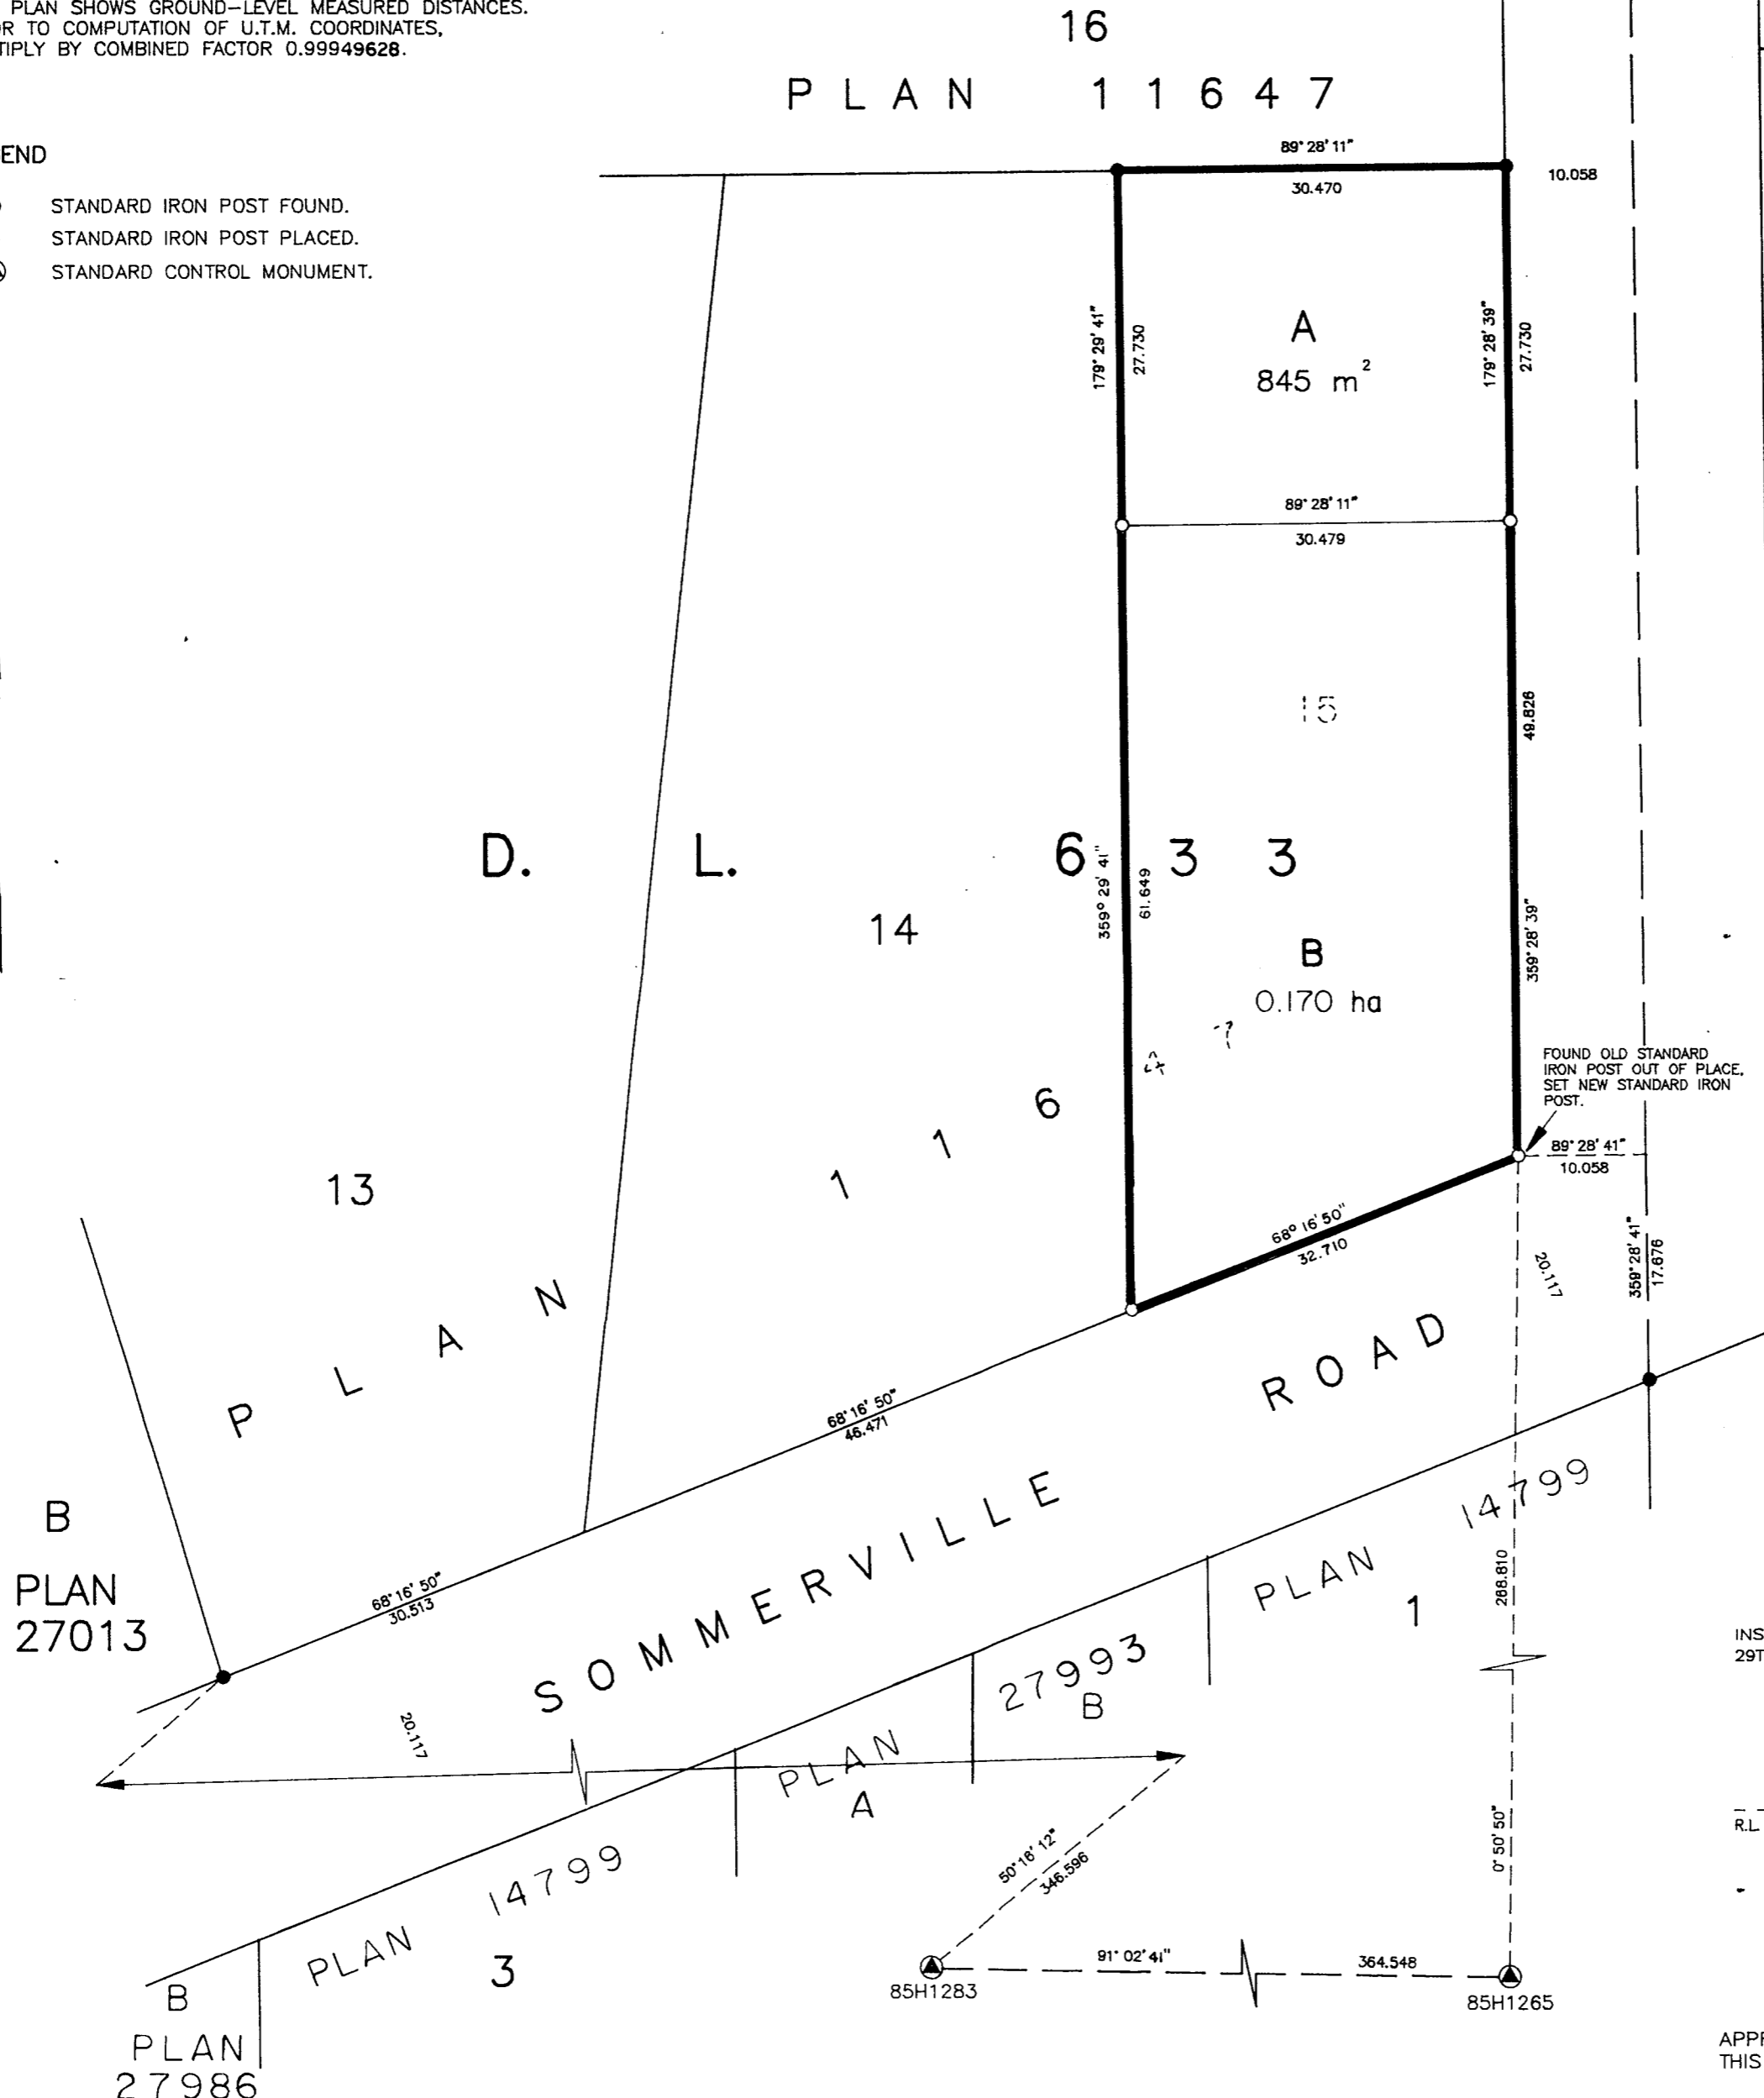 PLAN SHOWS GROUND-LEVEL MEASURED DISTANCES.
TO COMPUTATION OF U.T.M. COORDINATES,
BY COMBINED FACTOR 0.99949628.
16
PLAN 11647
END
STANDARD IRON POST FOUND.
STANDARD IRON POST PLACED.
STANDARD CONTROL MONUMENT.
89° 28' 11"
30.470
10.058
179° 29' 41"
27.730
A
845 m²
179° 28' 39"
27.730
89° 28' 11"
30.479
15
49.826
D. L. 633
359° 29' 41"
61.649
14
359° 28' 39"
B
0.170 ha
FOUND OLD STANDARD
IRON POST OUT OF PLACE,
SET NEW STANDARD IRON
POST.
89° 28' 41"
10.058
13
PLAN 11647
68° 16' 50"
32.710
20.117
359° 28' 41"
17.676
68° 16' 50"
46.471
68° 16' 50"
30.513
SOMMERVILLE ROAD
B
PLAN
27013
20.117
PLAN 14799
1
288.810
PLAN 27993
A
B
0° 50' 50"
50° 16' 12"
346.596
PLAN 14799
3
91° 02' 41"
364.548
85H1283
85H1265
B
PLAN
27986
INS
29T
R.L
THIS